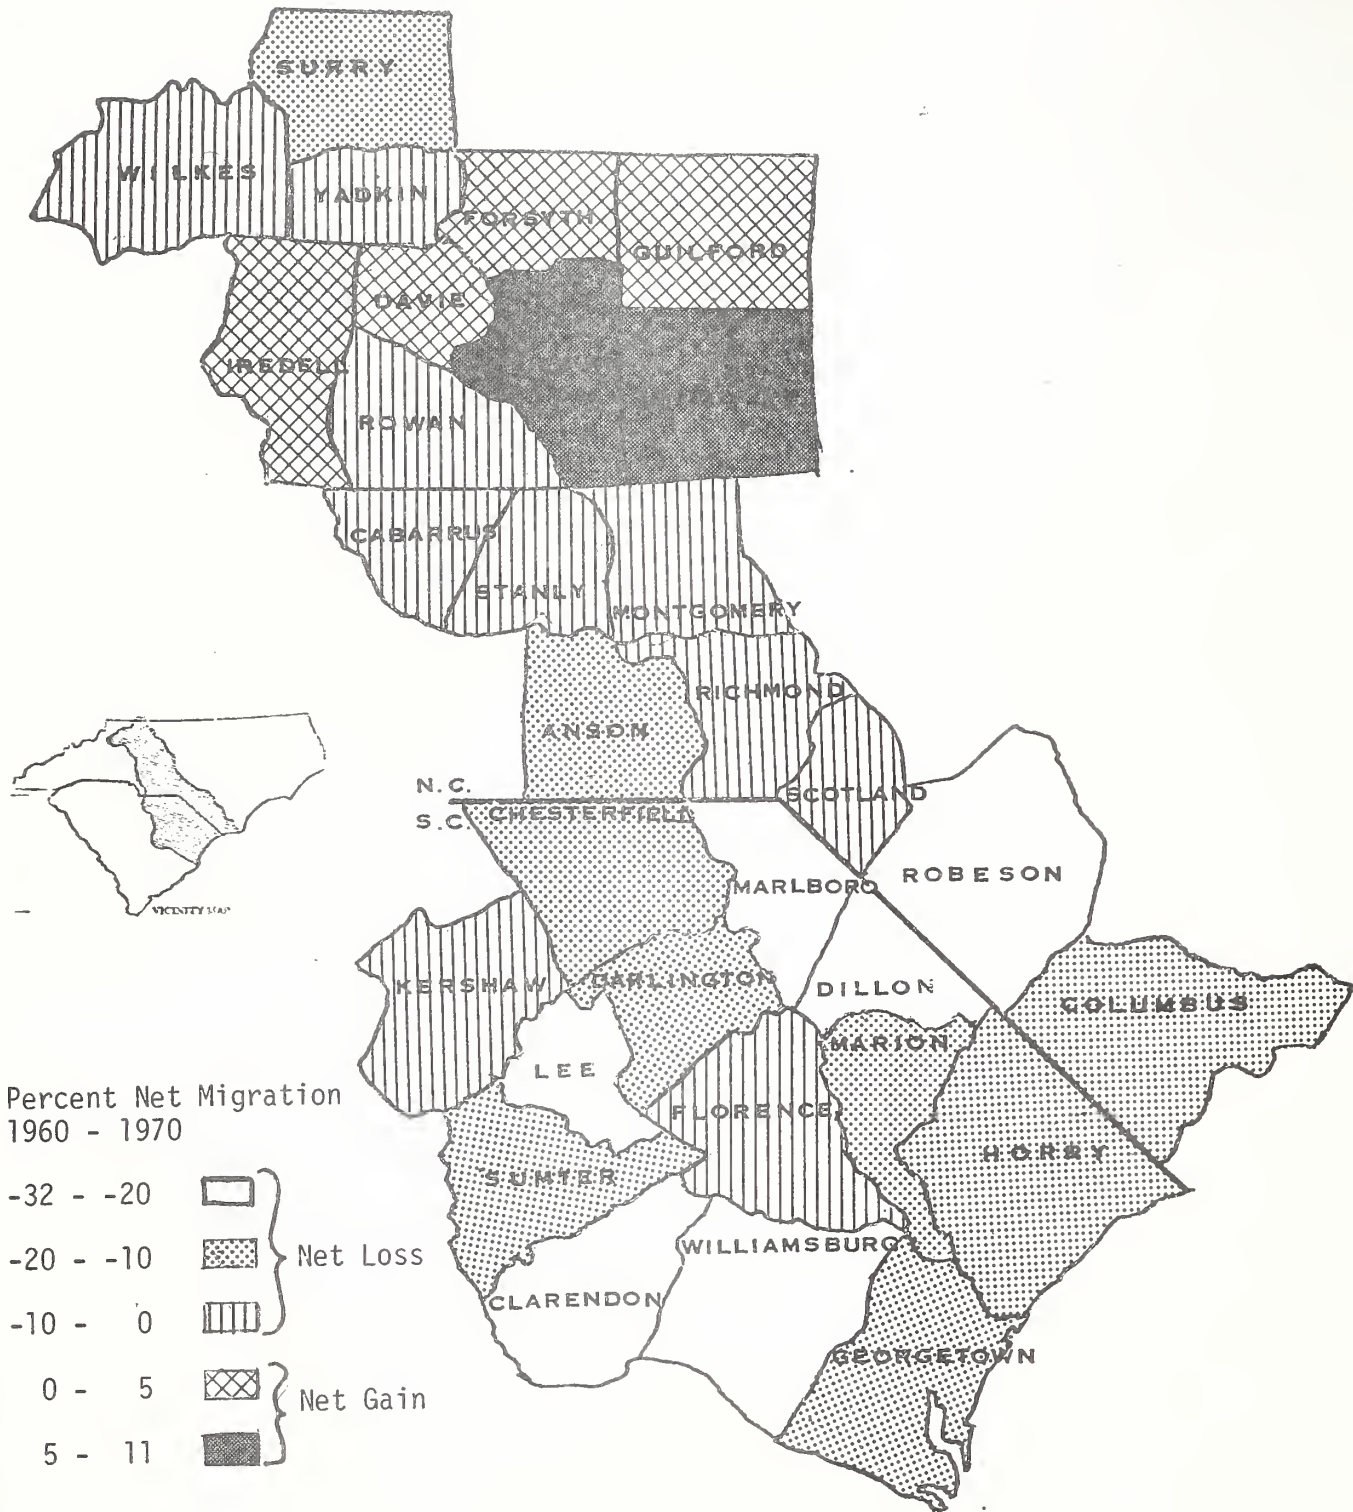 SURRY
WILKES
YADKIN
FORSYTH
GUILFORD
DAVIE
IREDELL
ROWAN
CABARRUS
STANLY
MONTGOMERY
RICHMOND
ANSON
N.C.
SCOTLAND
S.C.
CHESTERFIELD
MARLBORO
ROBESON
VICINITY MAP
KERSHAW
DARLINGTON
DILLON
COLUMBUS
MARION
LEE
FLORENCE
HORRY
SUMTER
WILLIAMSBURG
CLARENDON
GEORGETOWN
Percent Net Migration
1960 - 1970
-32 - -20
-20 - -10 Net Loss
-10 - 0
0 - 5 Net Gain
5 - 11